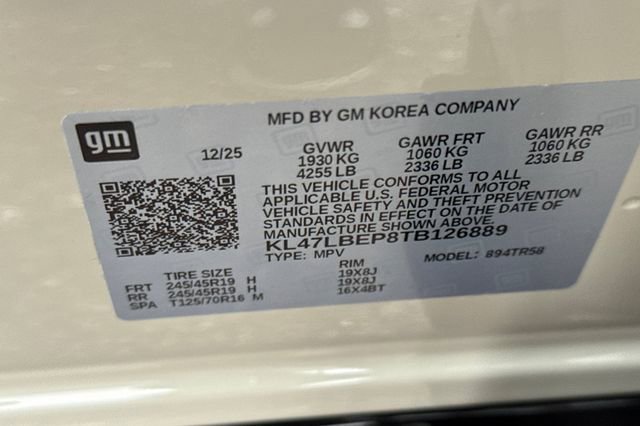 gm
MFD BY GM KOREA COMPANY
12/25
GVWR
1930 KG
4255 LB
GAWR FRT
1060 KG
2336 LB
GAWR RR
1060 KG
2336 LB
THIS VEHICLE CONFORMS TO ALL
APPLICABLE U.S. FEDERAL MOTOR
VEHICLE SAFETY AND THEFT PREVENTION
STANDARDS IN EFFECT ON THE DATE OF
MANUFACTURE SHOWN ABOVE.
KL47LBEP8TB126889
TYPE: MPV MODEL: 894TR58
TIRE SIZE RIM
FRT 245/45R19 H 19X8J
RR 245/45R19 H 19X8J
SPA T125/70R16 M 16X4BT